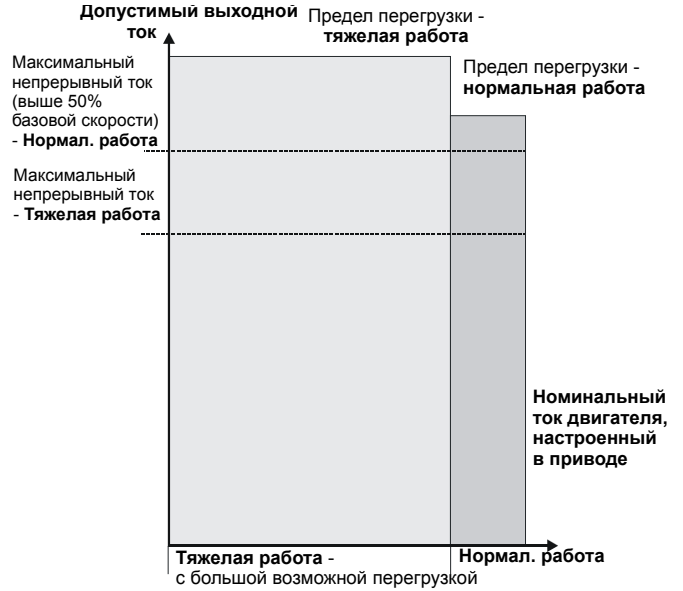 Допустимый выходной
ток
Предел перегрузки -
тяжелая работа
Максимальный
непрерывный ток
(выше 50%
базовой скорости)
- Нормал. работа
Предел перегрузки -
нормальная работа
Максимальный
непрерывный ток
- Тяжелая работа
Номинальный
ток двигателя,
настроенный
в приводе
Тяжелая работа -
с большой возможной перегрузкой
Нормал. работа